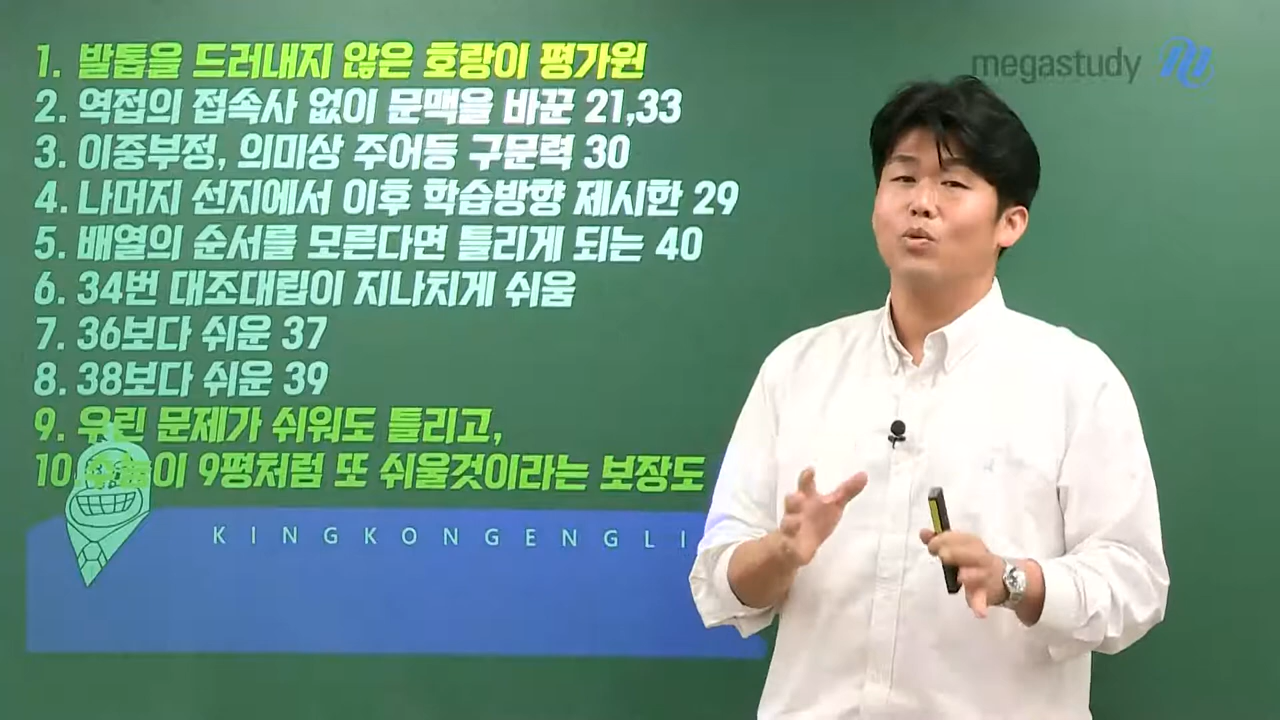 1. 발톱을 드러내지 않은 호랑이 평가원
megastudy
2. 역접의 접속사 없이 문맥을 바꾼 21,33
3. 이중부정, 의미상 주어등 구문력 30
4. 나머지 선지에서 이후 학습방향 제시한 29
5. 배열의 순서를 모른다면 틀리게 되는 40
6. 34번 대조대립이 지나치게 쉬움
7. 36보다 쉬운 37
8. 38보다 쉬운 39
9. 우린 문제가 쉬워도 틀리고,
10.수능이 9평처럼 또 쉬울것이라는 보장도
KINGKONGENGLI